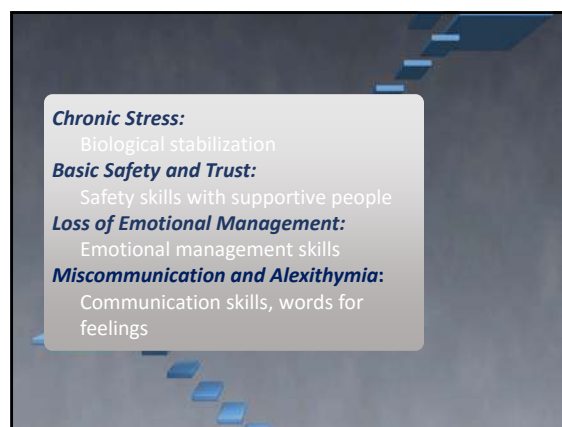 Chronic Stress:
Biological stabilization
Basic Safety and Trust:
Safety skills with supportive people
Loss of Emotional Management:
Emotional management skills
Miscommunication and Alexithymia:
Communication skills, words for
feelings